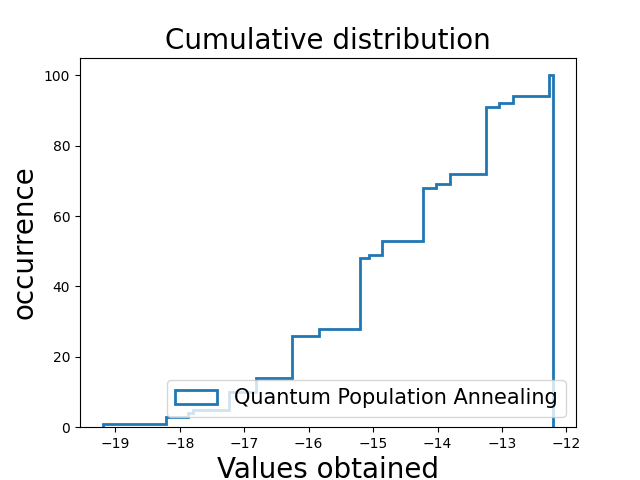 Cumulative distribution
occurrence
100
80
60
40
20
0
Quantum Population Annealing
−19 −18 −17 −16 −15 −14 −13 −12
Values obtained